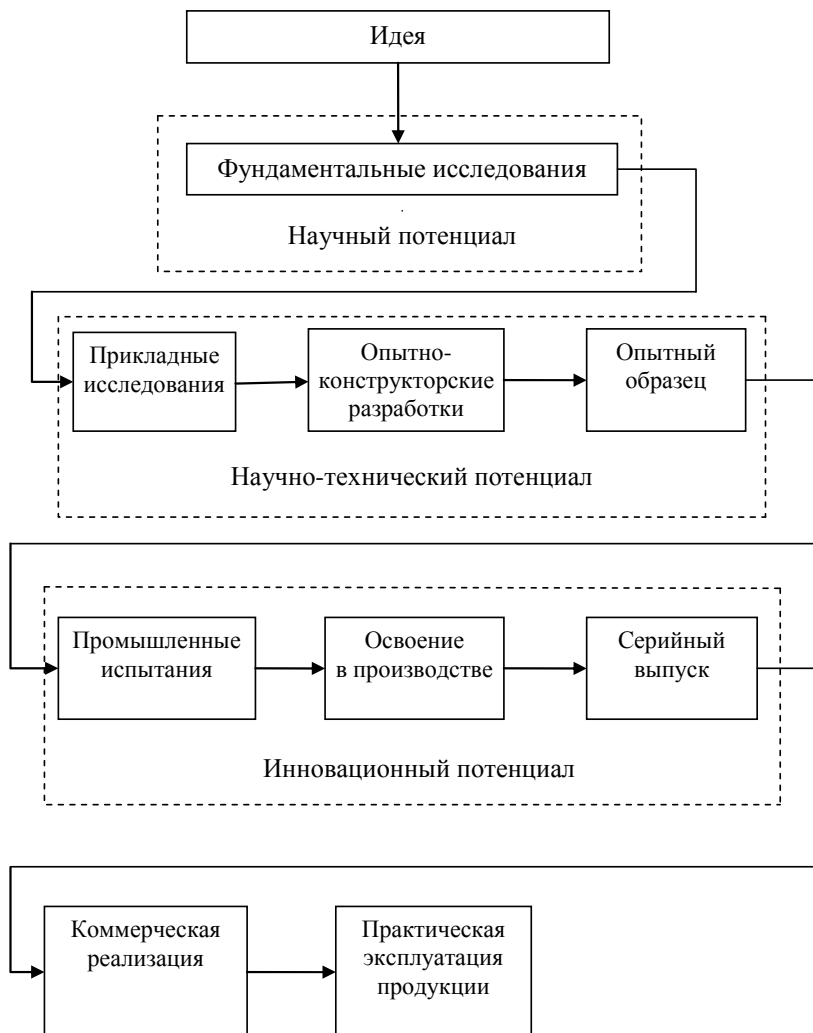 Идея
Фундаментальные исследования
Научный потенциал
Прикладные
исследования
Опытно-
конструкторские
разработки
Опытный
образец
Научно-технический потенциал
Промышленные
испытания
Освоение
в производстве
Серийный
выпуск
Инновационный потенциал
Коммерческая
реализация
Практическая
эксплуатация
продукции